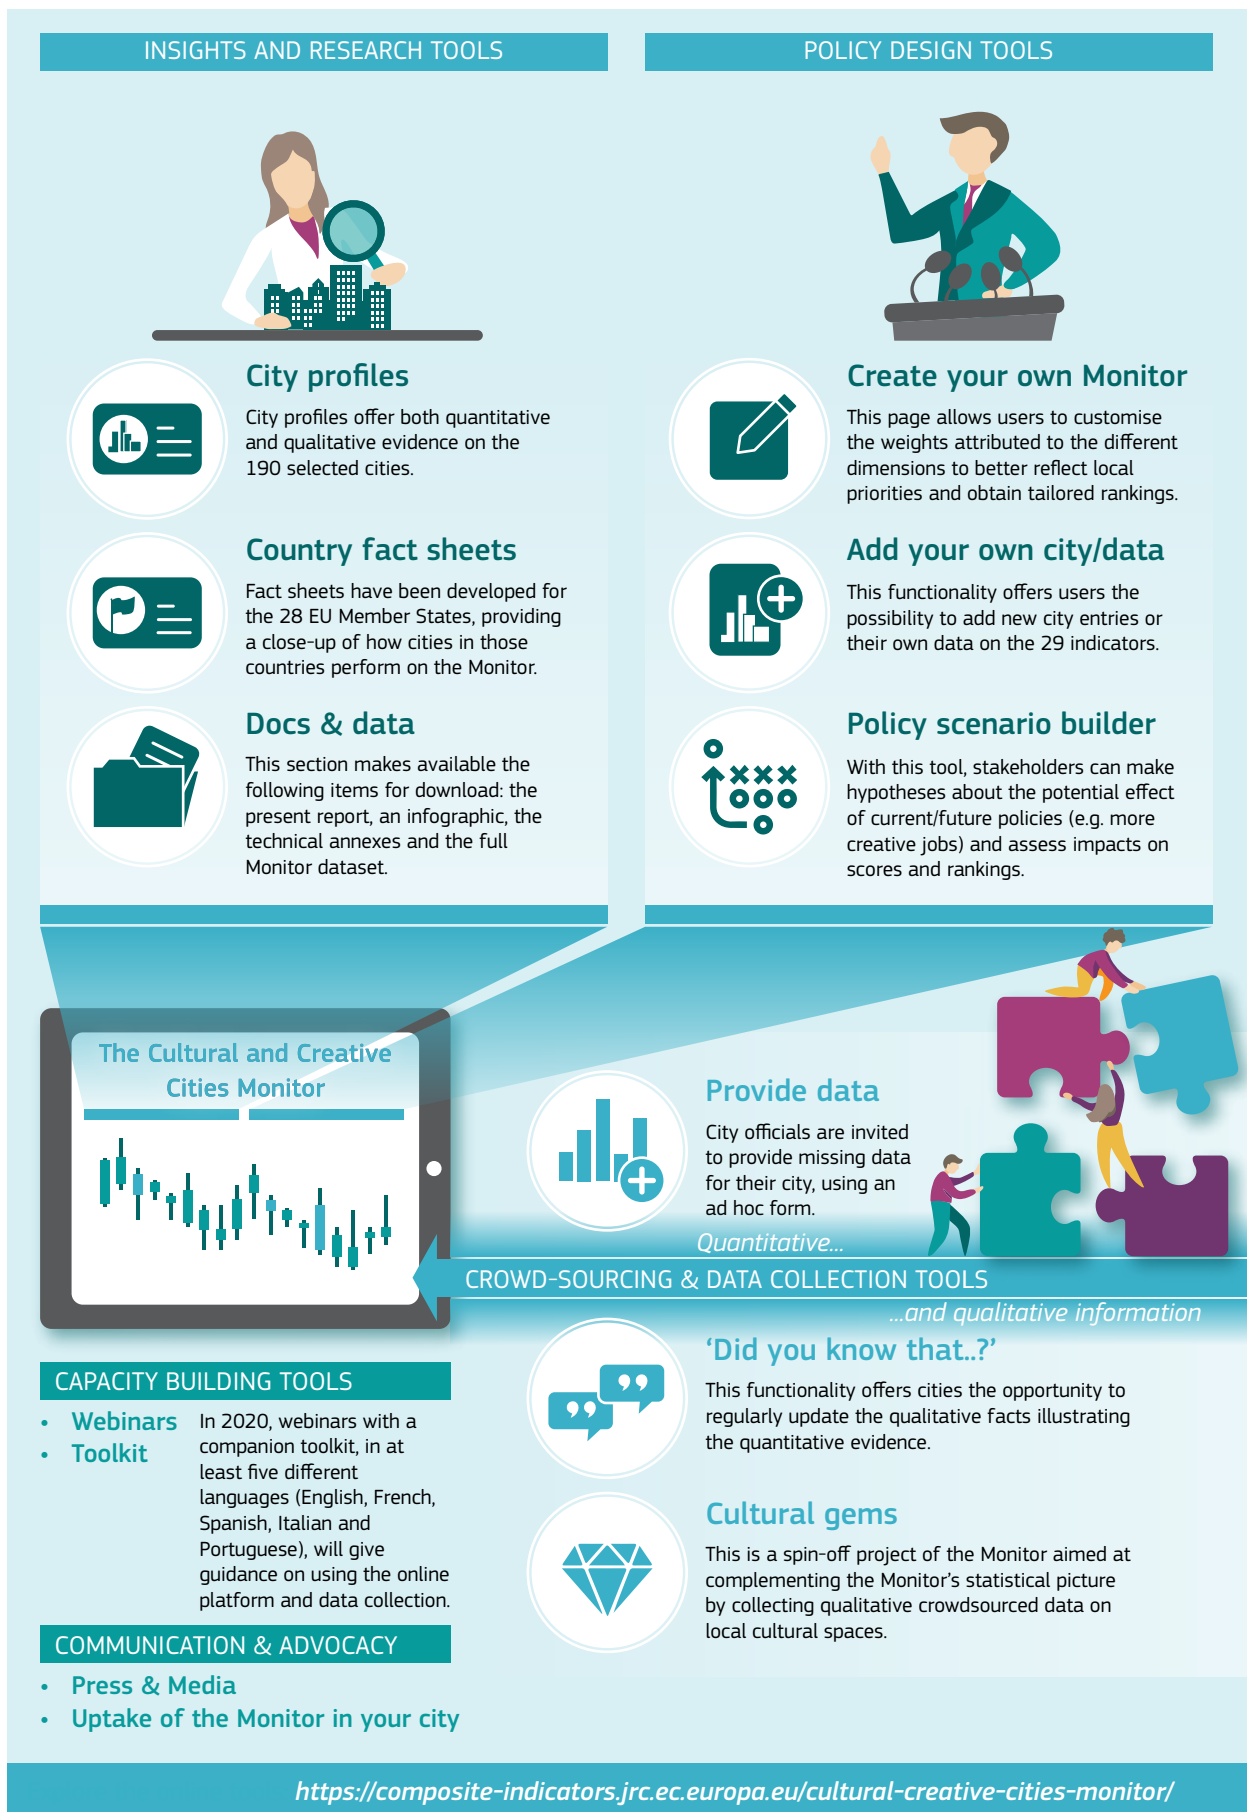 INSIGHTS AND RESEARCH TOOLS
City profiles
City profiles offer both quantitative
and qualitative evidence on the
190 selected cities.
Country fact sheets
Fact sheets have been developed for
the 28 EU Member States, providing
a close-up of how cities in those
countries perform on the Monitor.
Docs & data
This section makes available the
following items for download: the
present report, an infographic, the
technical annexes and the full
Monitor dataset.
POLICY DESIGN TOOLS
Create your own Monitor
This page allows users to customise
the weights attributed to the different
dimensions to better reflect local
priorities and obtain tailored rankings.
Add your own city/data
This functionality offers users the
possibility to add new city entries or
their own data on the 29 indicators.
Policy scenario builder
With this tool, stakeholders can make
hypotheses about the potential effect
of current/future policies (e.g. more
creative jobs) and assess impacts on
scores and rankings.
The Cultural and Creative
Cities Monitor
Provide data
City officials are invited
to provide missing data
for their city, using an
ad hoc form.
Quantitative...
CROWD-SOURCING & DATA COLLECTION TOOLS
...and qualitative information
‘Did you know that..?’
This functionality offers cities the opportunity to
regularly update the qualitative facts illustrating
the quantitative evidence.
Cultural gems
This is a spin-off project of the Monitor aimed at
complementing the Monitor’s statistical picture
by collecting qualitative crowdsourced data on
local cultural spaces.
CAPACITY BUILDING TOOLS
• Webinars
• Toolkit
In 2020, webinars with a
companion toolkit, in at
least five different
languages (English, French,
Spanish, Italian and
Portuguese), will give
guidance on using the online
platform and data collection.
COMMUNICATION & ADVOCACY
• Press & Media
• Uptake of the Monitor in your city
https://composite-indicators.jrc.ec.europa.eu/cultural-creative-cities-monitor/